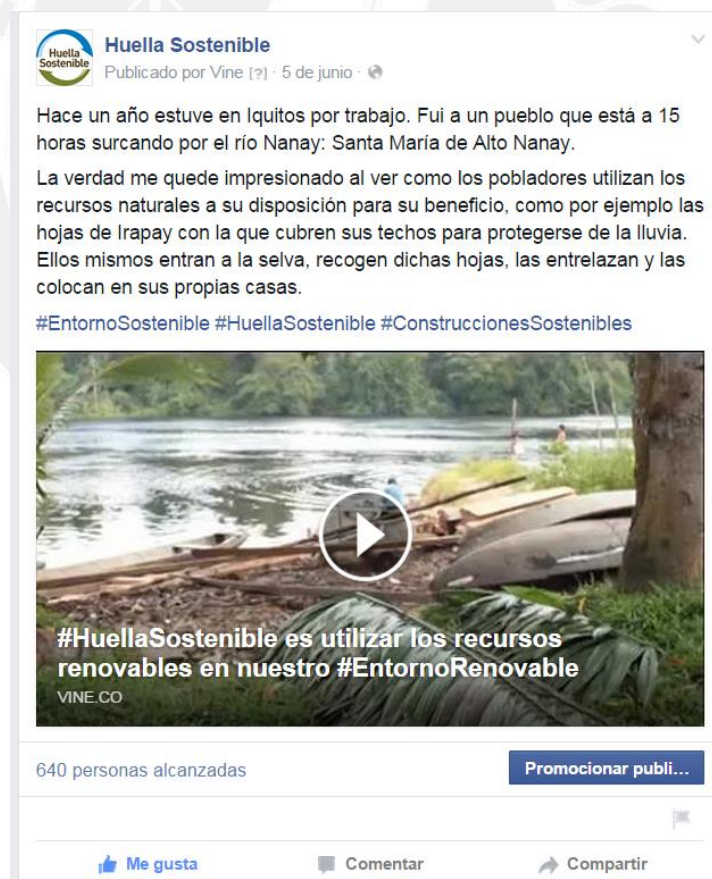 Huella
Sostenible
Huella Sostenible
Publicado por Vine [?] · 5 de junio ·
Hace un año estuve en Iquitos por trabajo. Fui a un pueblo que está a 15
horas surcando por el río Nanay: Santa María de Alto Nanay.
La verdad me quede impresionado al ver como los pobladores utilizan los
recursos naturales a su disposición para su beneficio, como por ejemplo las
hojas de Irapay con la que cubren sus techos para protegerse de la lluvia.
Ellos mismos entran a la selva, recogen dichas hojas, las entrelazan y las
colocan en sus propias casas.
#EntornoSostenible #HuellaSostenible #ConstruccionesSostenibles
#HuellaSostenible es utilizar los recursos
renovables en nuestro #EntornoRenovable
VINE.CO
640 personas alcanzadas
Promocionar publi...
Me gusta Comentar Compartir